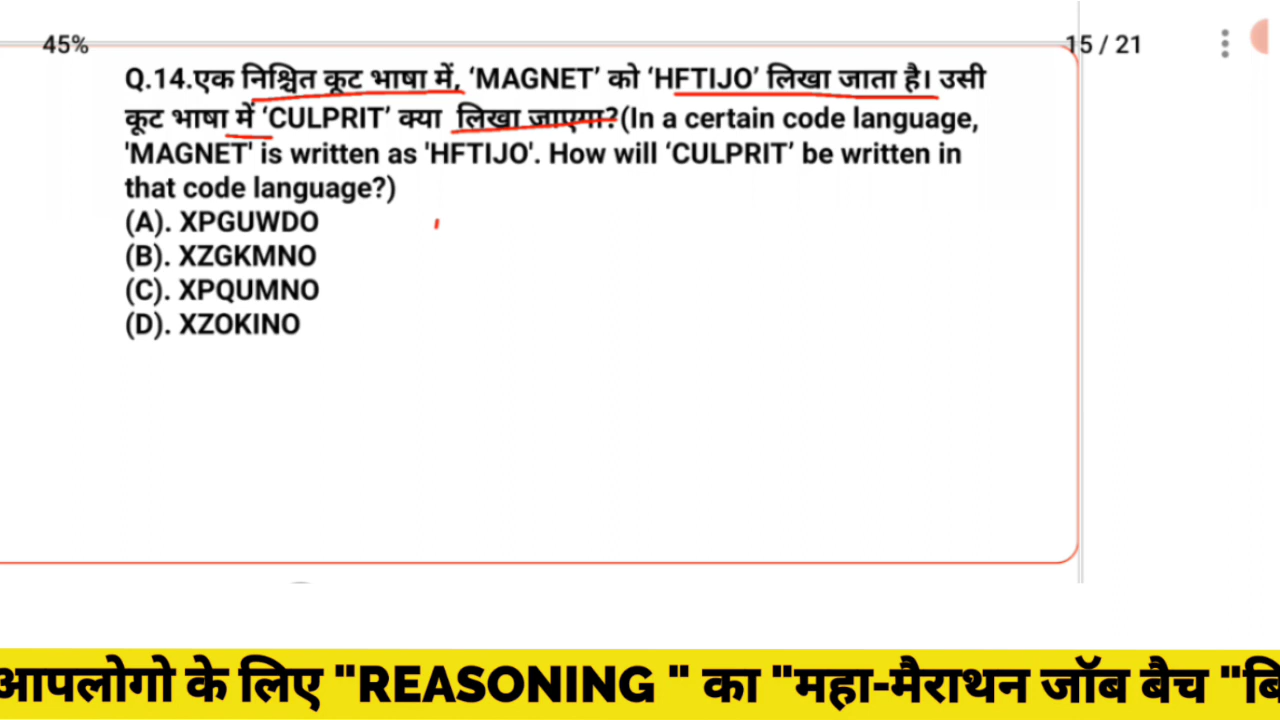 45%
15 / 21
Q.14.एक निश्चित कूट भाषा में, ‘MAGNET’ को ‘HFTIJO’ लिखा जाता है। उसी
कूट भाषा में ‘CULPRIT’ क्या लिखा जाएगा?(In a certain code language,
'MAGNET' is written as 'HFTIJO'. How will ‘CULPRIT’ be written in
that code language?)
(A). XPGUWDO
(B). XZGKMNO
(C). XPQUMNO
(D). XZOKINO
आपलोगो के लिए "REASONING " का "महा-मैराथन जॉब बैच "बि